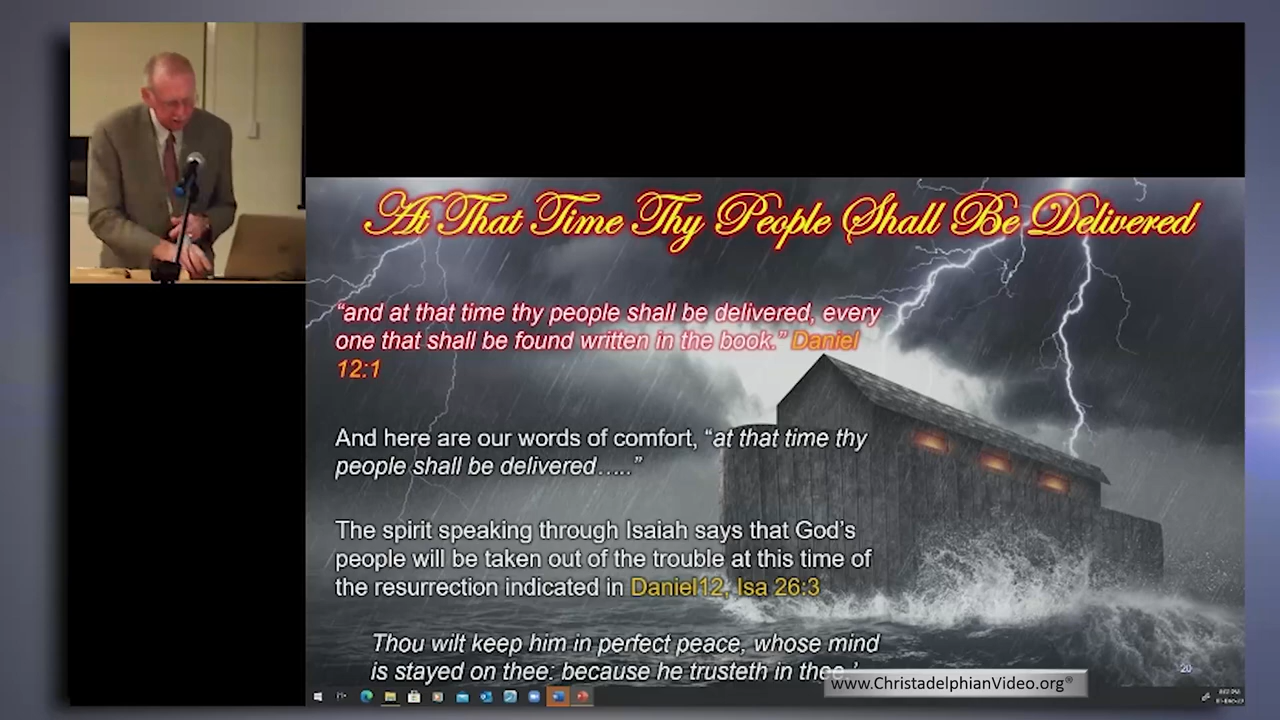 At That Time Thy People Shall Be Delivered
“and at that time thy people shall be delivered, every
one that shall be found written in the book.” Daniel
12:1
And here are our words of comfort, “at that time thy
people shall be delivered…..”
The spirit speaking through Isaiah says that God’s
people will be taken out of the trouble at this time of
the resurrection indicated in Daniel12, Isa 26:3
Thou wilt keep him in perfect peace, whose mind
is stayed on thee: because he trusteth in thee.’
20
www.ChristadelphianVideo.org®